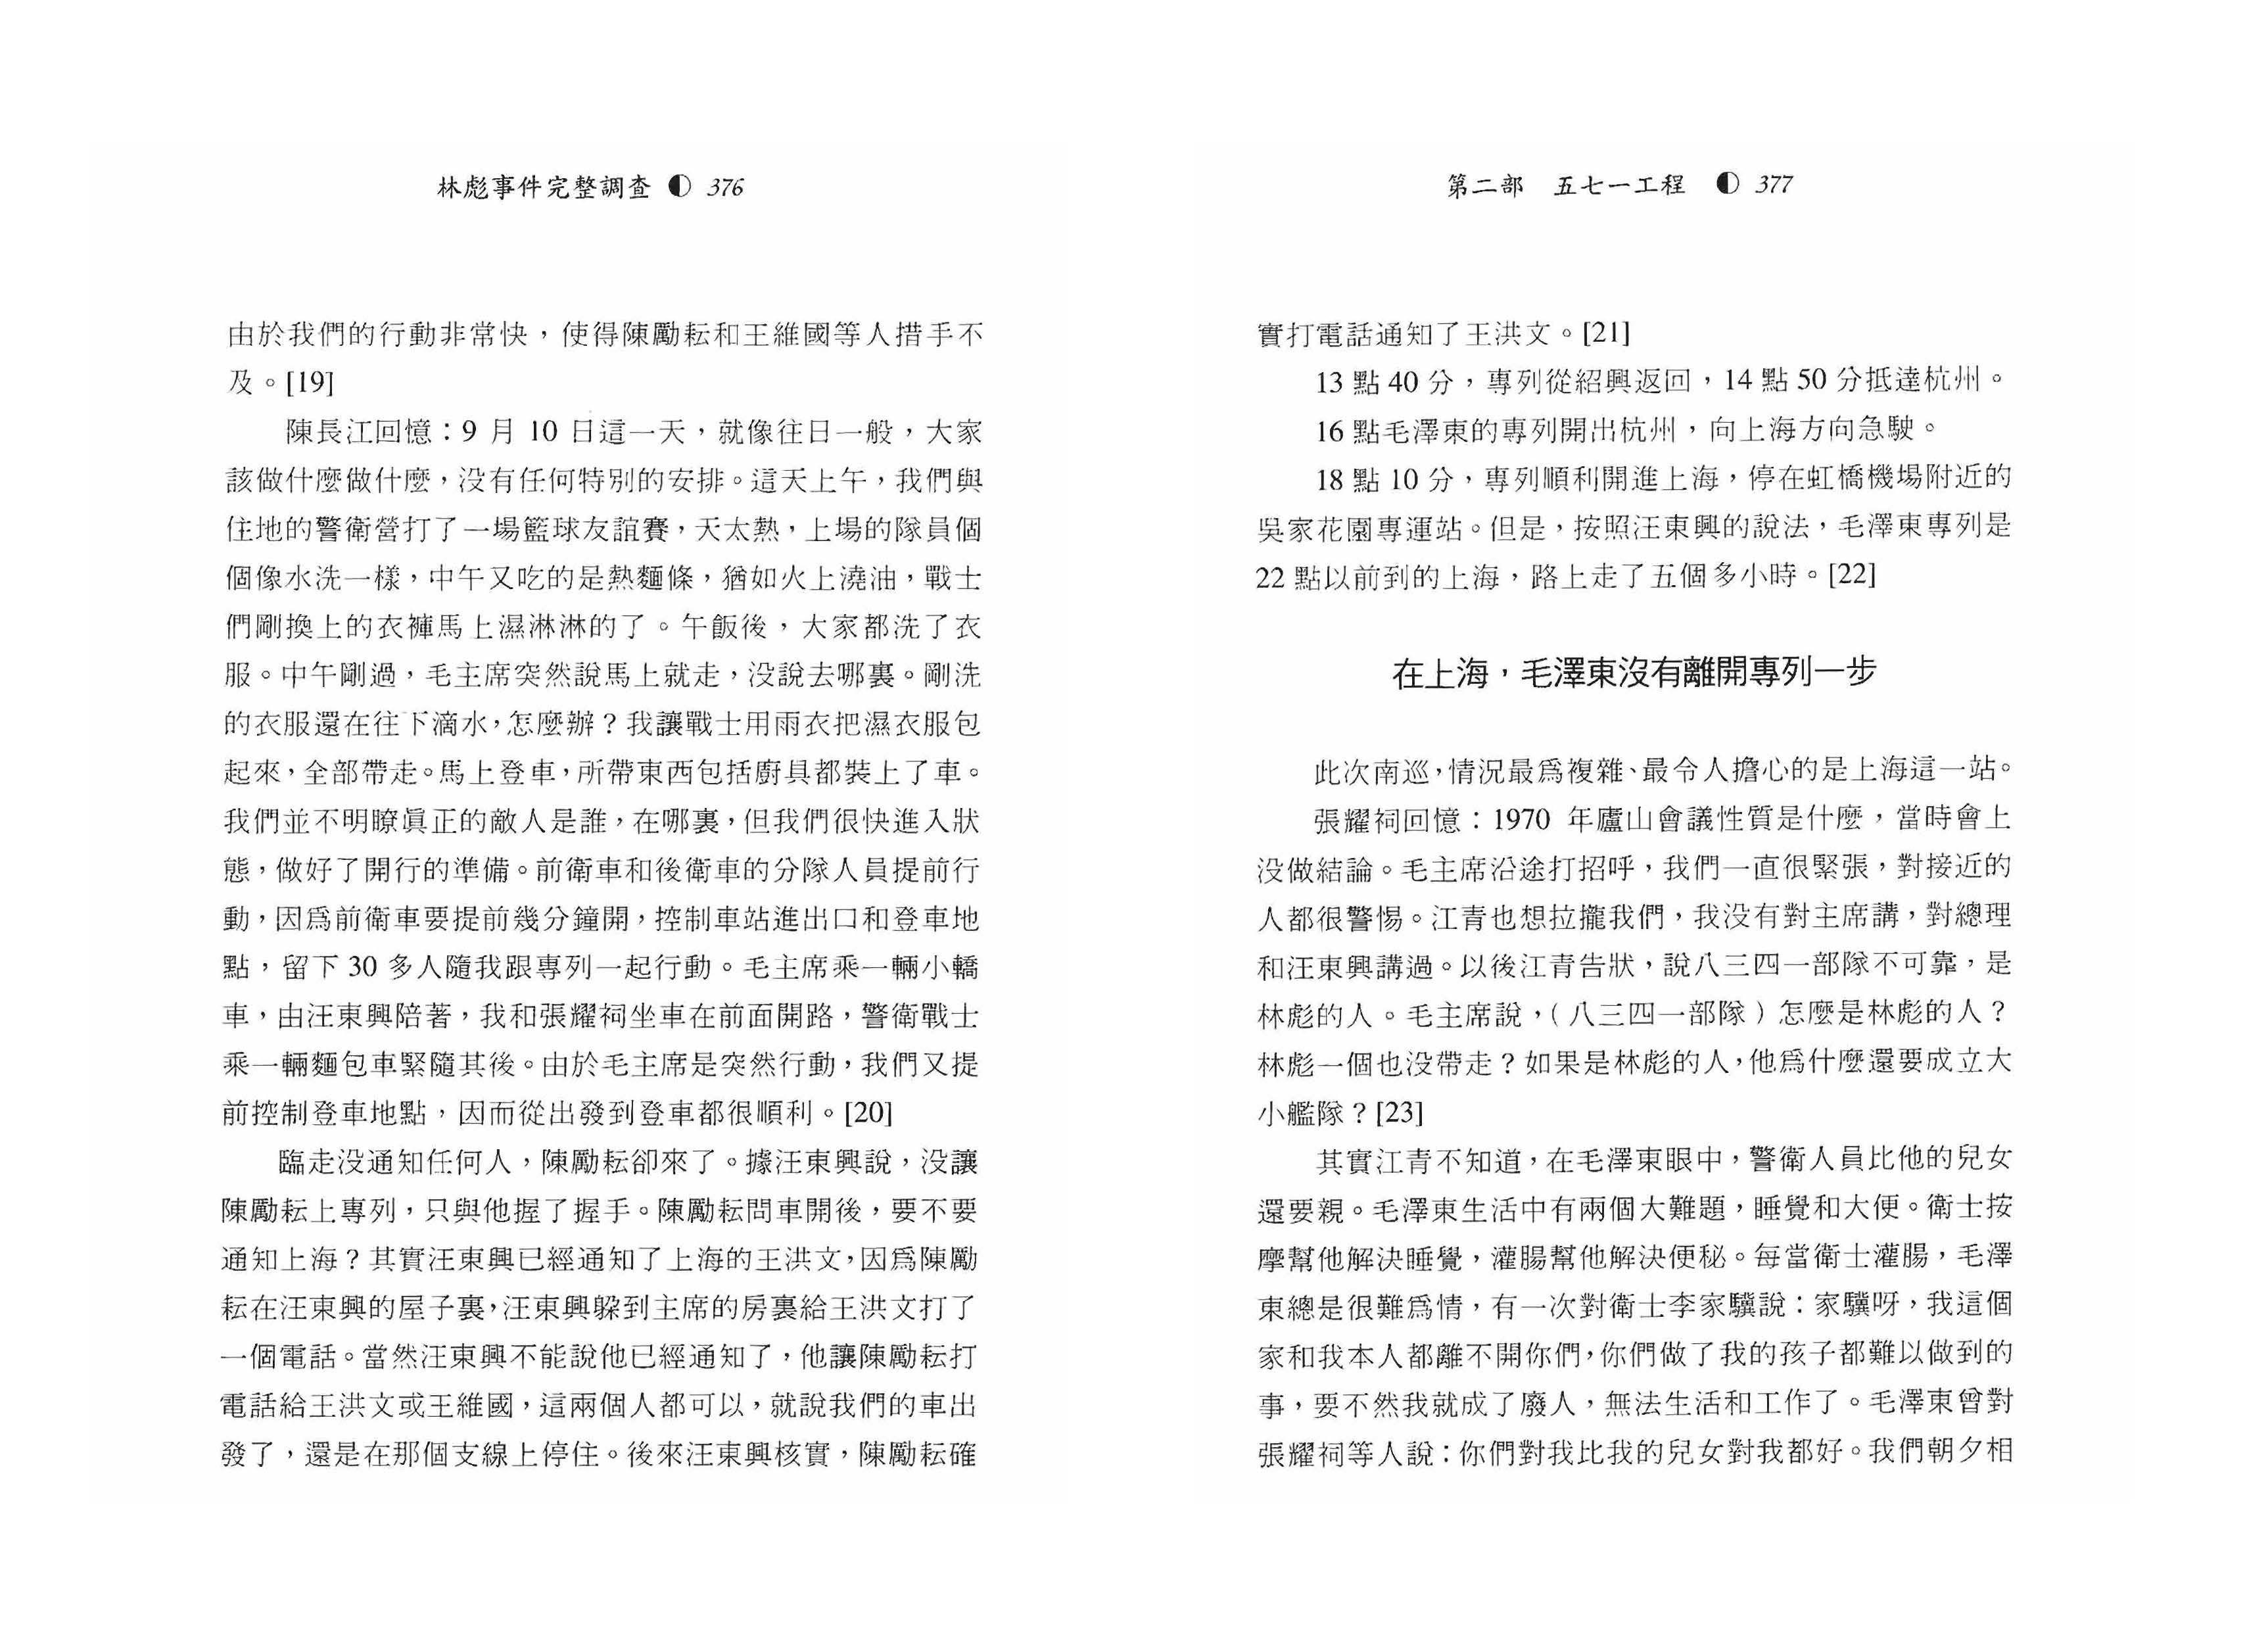 林彪事件完整調查 ◐ 376
由於我們的行動非常快，使得陳勵耘和王維國等人措手不
及。[19]
陳長江回憶：9 月 10 日這一天，就像往日一般，大家
該做什麼做什麼，没有任何特別的安排。這天上午，我們與
住地的警衛營打了一場籃球友誼賽，天太熱，上場的隊員個
個像水洗一樣，中午又吃的是熱麵條，猶如火上澆油，戰士
們剛換上的衣褲馬上濕淋淋的了。午飯後，大家都洗了衣
服。中午剛過，毛主席突然說馬上就走，没說去哪裏。剛洗
的衣服還在往下滴水，怎麼辦？我讓戰士用雨衣把濕衣服包
起來，全部帶走。馬上登車，所帶東西包括廚具都裝上了車。
我們並不明瞭眞正的敵人是誰，在哪裏，但我們很快進入狀
態，做好了開行的準備。前衛車和後衛車的分隊人員提前行
動，因爲前衛車要提前幾分鐘開，控制車站進出口和登車地
點，留下 30 多人隨我跟專列一起行動。毛主席乘一輛小轎
車，由汪東興陪著，我和張耀祠坐車在前面開路，警衛戰士
乘一輛麵包車緊隨其後。由於毛主席是突然行動，我們又提
前控制登車地點，因而從出發到登車都很順利。[20]
臨走没通知任何人，陳勵耘卻來了。據汪東興說，没讓
陳勵耘上專列，只與他握了握手。陳勵耘問車開後，要不要
通知上海？其實汪東興已經通知了上海的王洪文，因爲陳勵
耘在汪東興的屋子裏，汪東興躲到主席的房裏給王洪文打了
一個電話。當然汪東興不能說他已經通知了，他讓陳勵耘打
電話給王洪文或王維國，這兩個人都可以，就說我們的車出
發了，還是在那個支線上停住。後來汪東興核實，陳勵耘確
第二部　五七一工程　◐ 377
實打電話通知了王洪文。[21]
13 點 40 分，專列從紹興返回，14 點 50 分抵達杭州。
16 點毛澤東的專列開出杭州，向上海方向急駛。
18 點 10 分，專列順利開進上海，停在虹橋機場附近的
吳家花園專運站。但是，按照汪東興的說法，毛澤東專列是
22 點以前到的上海，路上走了五個多小時。[22]
在上海，毛澤東沒有離開專列一步
此次南巡，情況最爲複雜、最令人擔心的是上海這一站。
張耀祠回憶：1970 年廬山會議性質是什麼，當時會上
没做結論。毛主席沿途打招呼，我們一直很緊張，對接近的
人都很警惕。江青也想拉攏我們，我没有對主席講，對總理
和汪東興講過。以後江青告狀，說八三四一部隊不可靠，是
林彪的人。毛主席說，（八三四一部隊）怎麼是林彪的人？
林彪一個也没帶走？如果是林彪的人，他爲什麼還要成立大
小艦隊？[23]
其實江青不知道，在毛澤東眼中，警衛人員比他的兒女
還要親。毛澤東生活中有兩個大難題，睡覺和大便。衛士按
摩幫他解決睡覺，灌腸幫他解決便秘。每當衛士灌腸，毛澤
東總是很難爲情，有一次對衛士李家驥說：家驥呀，我這個
家和我本人都離不開你們，你們做了我的孩子都難以做到的
事，要不然我就成了廢人，無法生活和工作了。毛澤東曾對
張耀祠等人說：你們對我比我的兒女對我都好。我們朝夕相